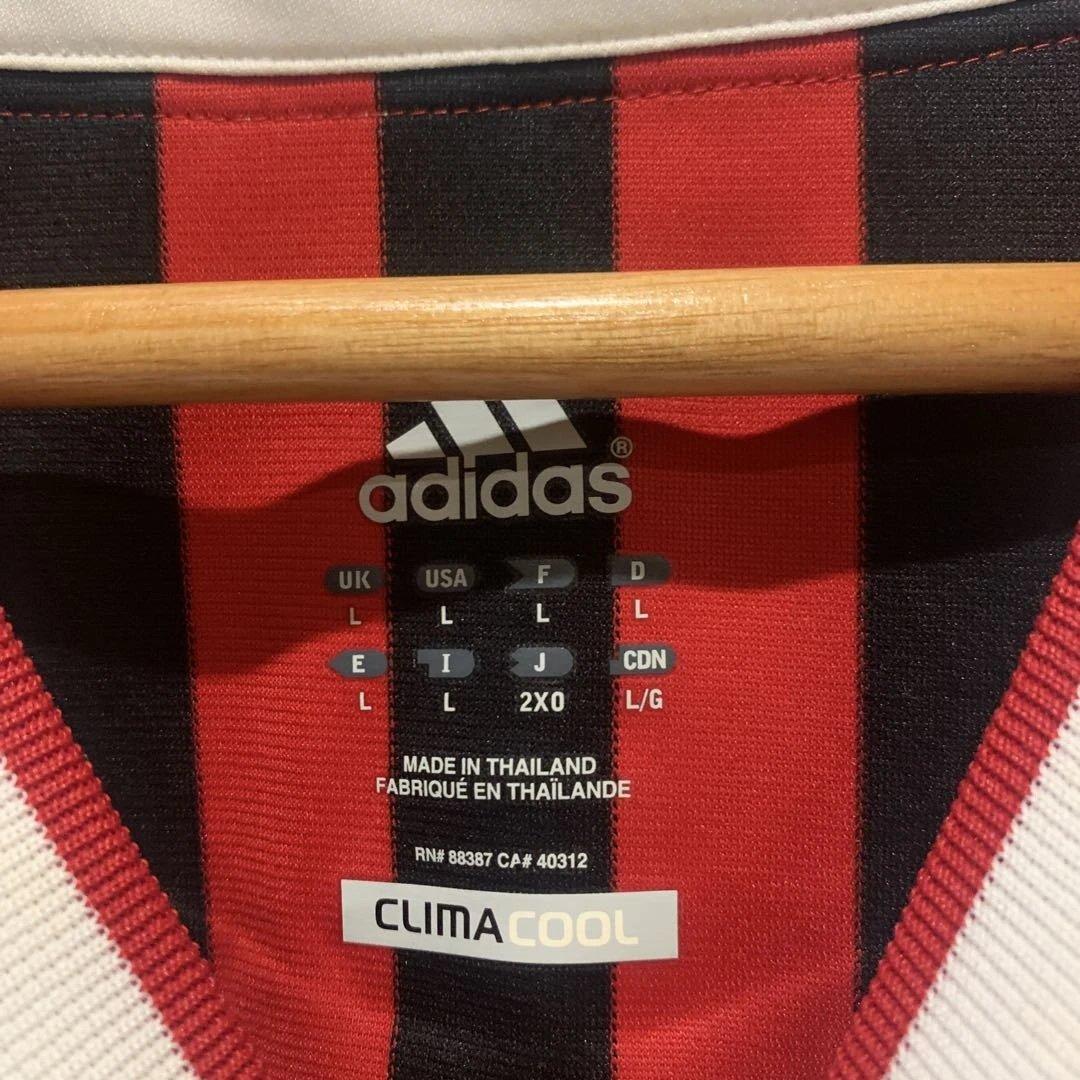 adidas®
UK USA F D
L L L L
E I J CDN
L L 2XO L/G
MADE IN THAILAND
FABRIQUÉ EN THAÏLANDE
RN# 88387 CA# 40312
CLIMACOOL